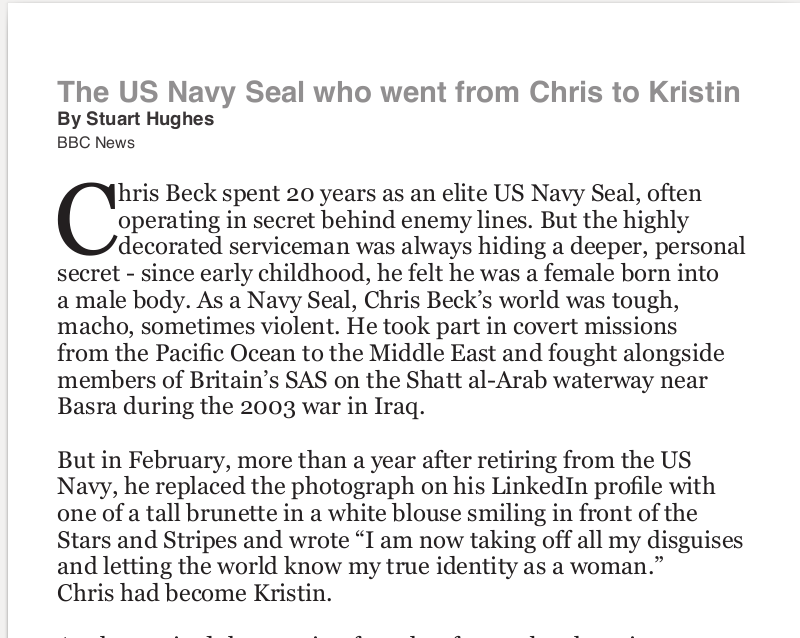 The US Navy Seal who went from Chris to Kristin
By Stuart Hughes
BBC News
Chris Beck spent 20 years as an elite US Navy Seal, often
operating in secret behind enemy lines. But the highly
decorated serviceman was always hiding a deeper, personal
secret - since early childhood, he felt he was a female born into
a male body. As a Navy Seal, Chris Beck’s world was tough,
macho, sometimes violent. He took part in covert missions
from the Pacific Ocean to the Middle East and fought alongside
members of Britain’s SAS on the Shatt al-Arab waterway near
Basra during the 2003 war in Iraq.
But in February, more than a year after retiring from the US
Navy, he replaced the photograph on his LinkedIn profile with
one of a tall brunette in a white blouse smiling in front of the
Stars and Stripes and wrote “I am now taking off all my disguises
and letting the world know my true identity as a woman.”
Chris had become Kristin.